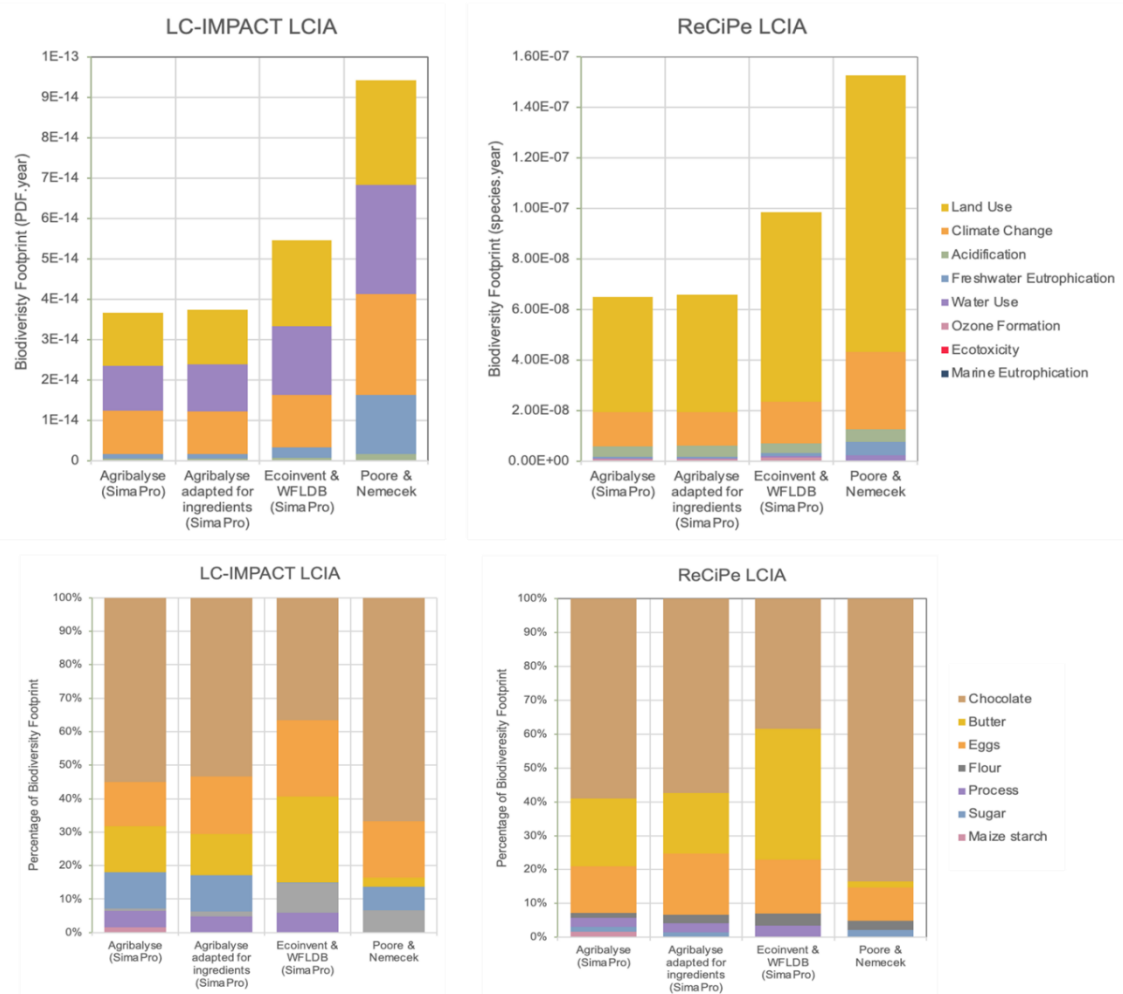 LC-IMPACT LCIA
1E-13
9E-14
8E-14
7E-14
6E-14
5E-14
4E-14
3E-14
2E-14
1E-14
0
Biodiveristy Footprint (PDF.year)
Agribalyse
(SimaPro)
Agribalyse
adapted for
ingredients
(SimaPro)
Ecoinvent &
WFLDB
(SimaPro)
Poore &
Nemecek
ReCiPe LCIA
1.60E-07
1.40E-07
1.20E-07
1.00E-07
8.00E-08
6.00E-08
4.00E-08
2.00E-08
0.00E+00
Biodiversity Footprint (species.year)
Agribalyse
(SimaPro)
Agribalyse
adapted for
ingredients
(SimaPro)
Ecoinvent &
WFLDB
(SimaPro)
Poore &
Nemecek
Land Use
Climate Change
Acidification
Freshwater Eutrophication
Water Use
Ozone Formation
Ecotoxicity
Marine Eutrophication
LC-IMPACT LCIA
100%
90%
80%
70%
60%
50%
40%
30%
20%
10%
0%
Percentage of Biodiversity Footprint
Agribalyse
(SimaPro)
Agribalyse
adapted for
ingredients
(SimaPro)
Ecoinvent &
WFLDB
(SimaPro)
Poore &
Nemecek
ReCiPe LCIA
100%
90%
80%
70%
60%
50%
40%
30%
20%
10%
0%
Percentage of Biodiveresity Footprint
Agribalyse
(SimaPro)
Agribalyse
adapted for
ingredients
(SimaPro)
Ecoinvent &
WFLDB
(SimaPro)
Poore &
Nemecek
Chocolate
Butter
Eggs
Flour
Process
Sugar
Maize starch